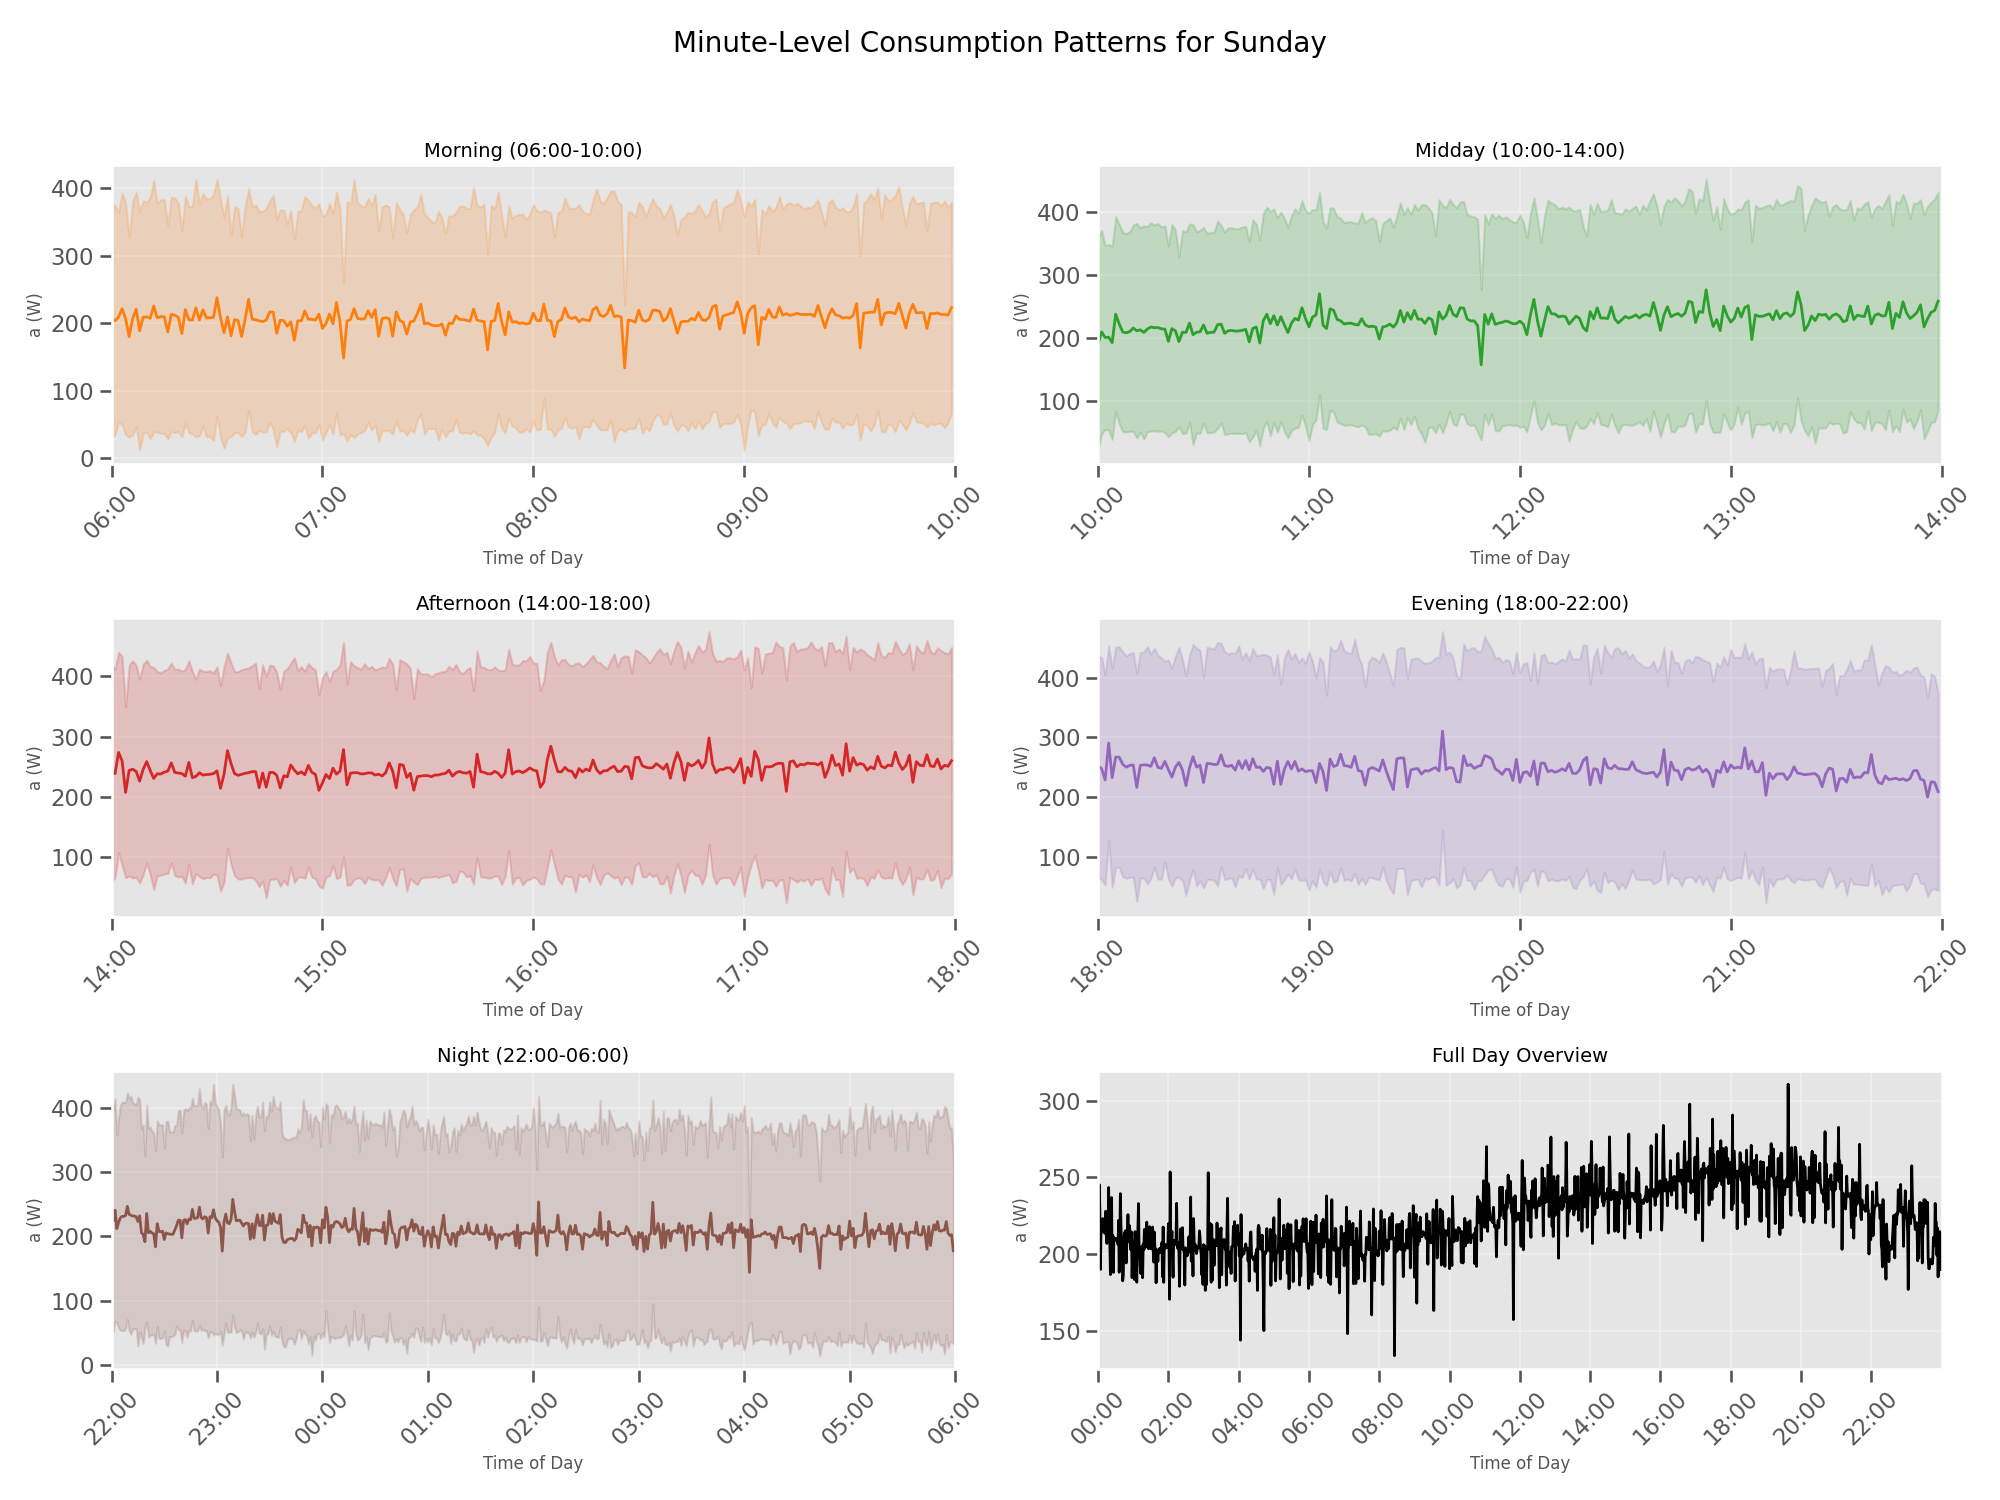 Minute-Level Consumption Patterns for Sunday
Morning (06:00-10:00)
a (W)
400
300
200
100
0
06:00 07:00 08:00 09:00 10:00
Time of Day
Midday (10:00-14:00)
a (W)
400
300
200
100
10:00 11:00 12:00 13:00 14:00
Time of Day
Afternoon (14:00-18:00)
a (W)
400
300
200
100
14:00 15:00 16:00 17:00 18:00
Time of Day
Evening (18:00-22:00)
a (W)
400
300
200
100
18:00 19:00 20:00 21:00 22:00
Time of Day
Night (22:00-06:00)
a (W)
400
300
200
100
0
22:00 23:00 00:00 01:00 02:00 03:00 04:00 05:00 06:00
Time of Day
Full Day Overview
a (W)
300
250
200
150
00:00 02:00 04:00 06:00 08:00 10:00 12:00 14:00 16:00 18:00 20:00 22:00
Time of Day